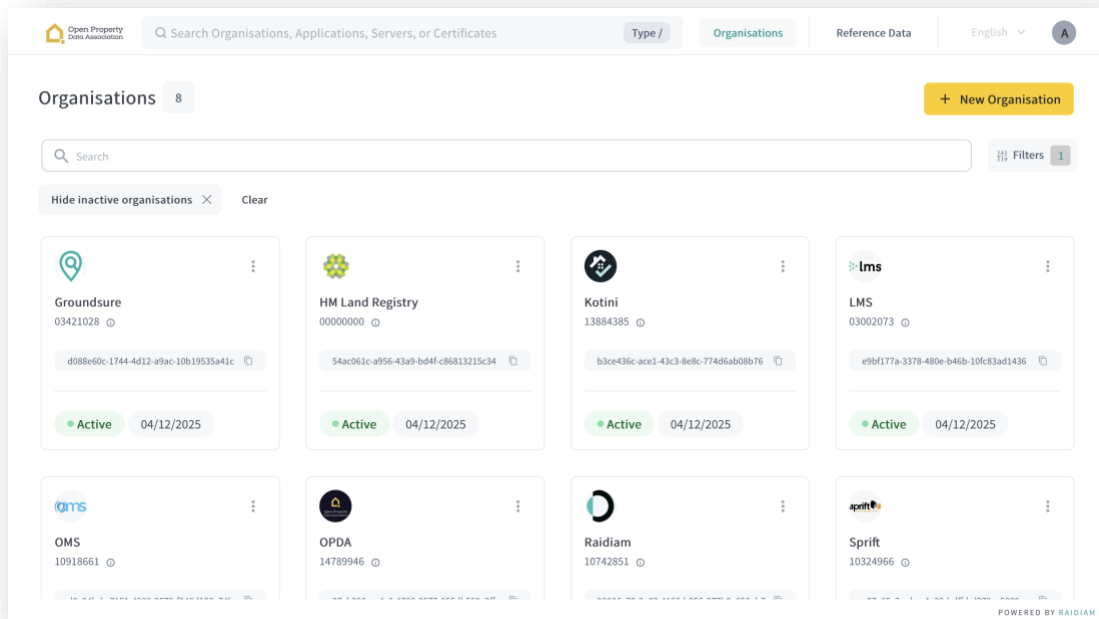 Open Property
Data Association
Search Organisations, Applications, Servers, or Certificates
Type /
Organisations
Reference Data
English
A
Organisations
8
+ New Organisation
Search
Filters
1
Hide inactive organisations
Clear
Groundsure
03421028
d088e60c-1744-4d12-a9ac-10b19535a41c
Active
04/12/2025
HM Land Registry
00000000
54ac061c-a956-43a9-bd4f-c86813215c34
Active
04/12/2025
Kotini
13884385
b3ce436c-ace1-43c3-8e8c-774d6ab08b76
Active
04/12/2025
lms
LMS
03002073
e9bf177a-3378-480e-b46b-10fc83ad1436
Active
04/12/2025
oms
OMS
10918661
OPDA
14789946
Raidiam
10742851
sprift
Sprift
10324966
POWERED BY RAIDIAM